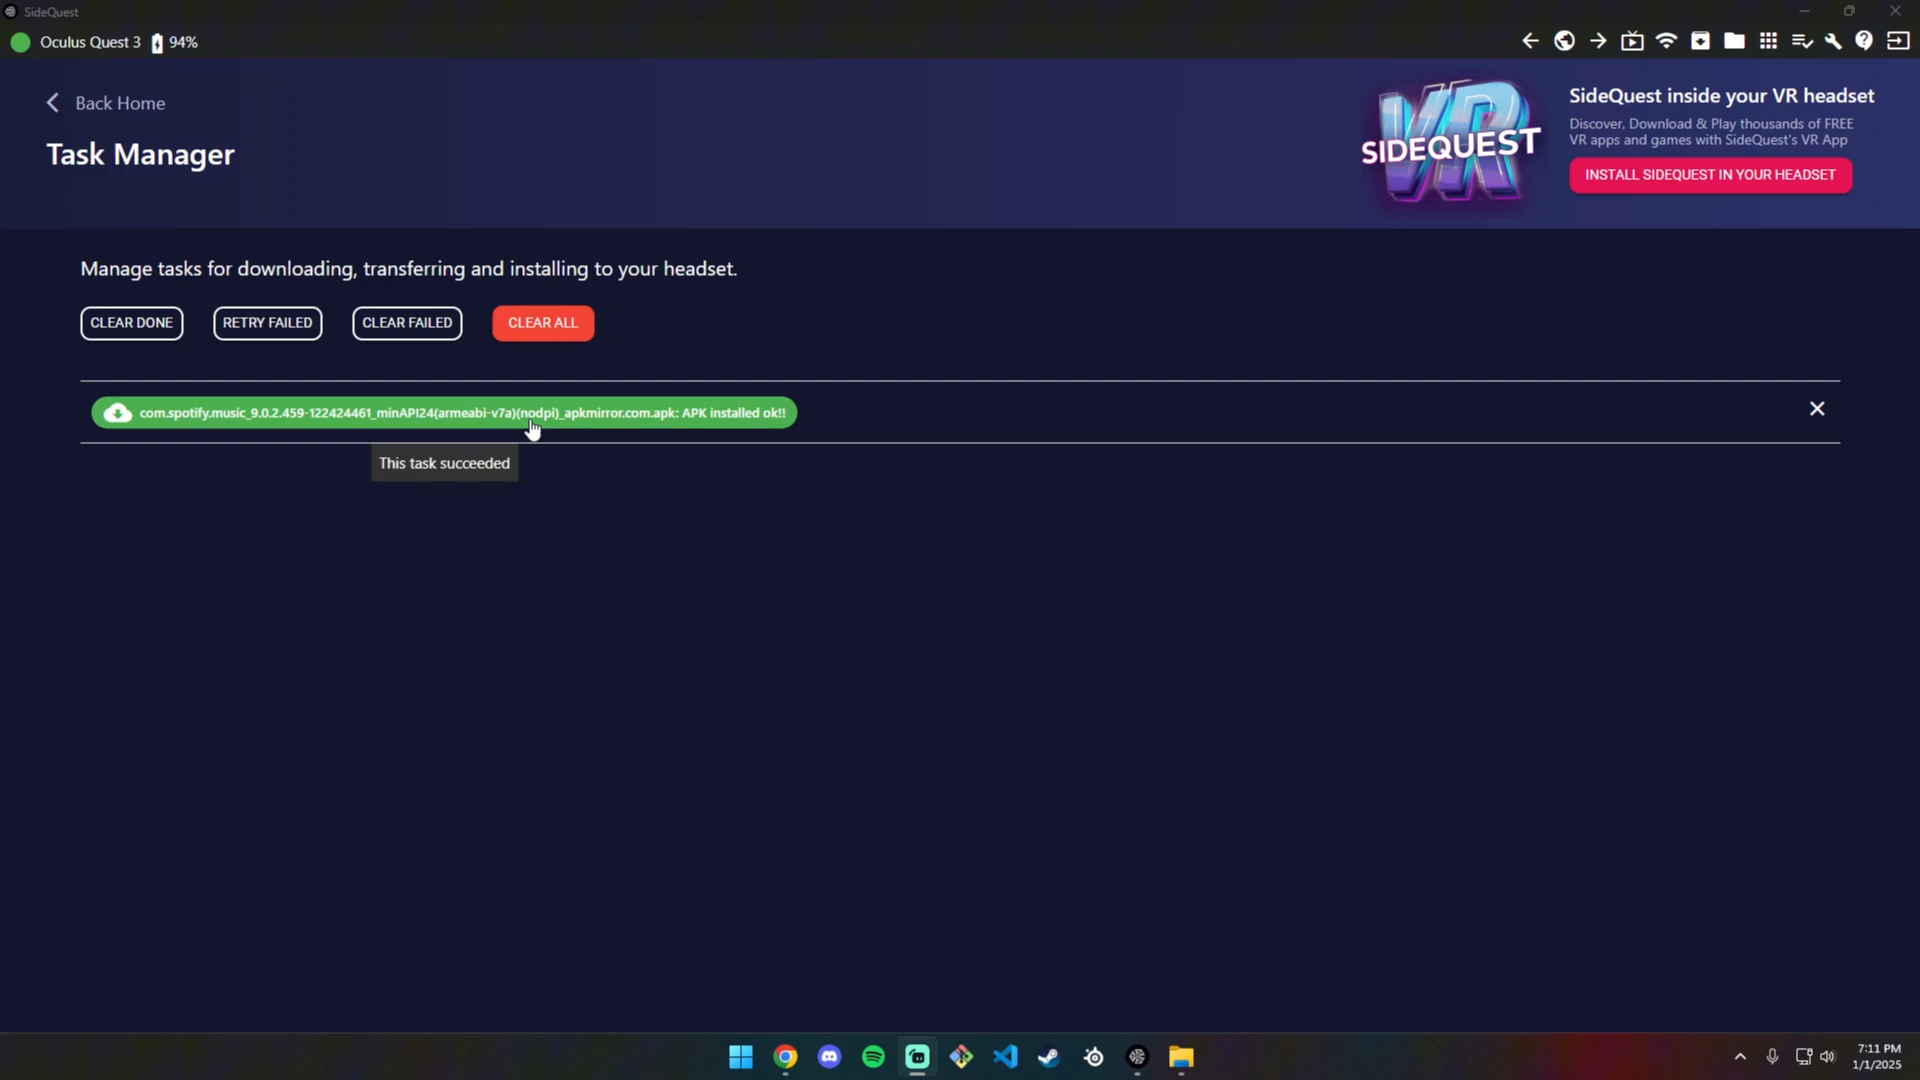 SideQuest
Oculus Quest 3 94%
Back Home
Task Manager
VR
SIDEQUEST
SideQuest inside your VR headset
Discover, Download & Play thousands of FREE
VR apps and games with SideQuest's VR App
INSTALL SIDEQUEST IN YOUR HEADSET
Manage tasks for downloading, transferring and installing to your headset.
CLEAR DONE
RETRY FAILED
CLEAR FAILED
CLEAR ALL
com.spotify.music_9.0.2.459-122424461_minAPI24(armeabi-v7a)(nodpi)_apkmirror.com.apk: APK installed ok!!
This task succeeded
7:11 PM
1/1/2025